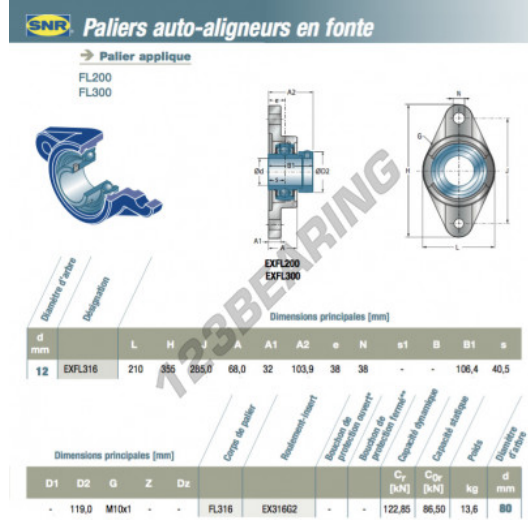 SNR Paliers auto-aligneurs en fonte
→ Palier applique
FL200
FL300
A2
e
B1
Ød
ØD2
s
A1
A
EXFL200
EXFL300
N
G
H
J
L
123BEARING
Diamètre d'arbre
Désignation
Dimensions principales [mm]
d mm L H J A A1 A2 e N s1 B B1 s
12 EXFL316 210 355 285,0 68,0 32 103,9 38 38 - - 106,4 40,5
Dimensions principales [mm]
Corps de palier
Roulement-insert
Bouchon de protection ouvert*
Bouchon de protection fermé**
Capacité dynamique
Capacité statique
Poids
Diamètre d'arbre
D1 D2 G Z Dz Cr [kN] C0r [kN] kg d mm
- 119,0 M10x1 - - FL316 EX316G2 - - 122,85 86,50 13,6 80